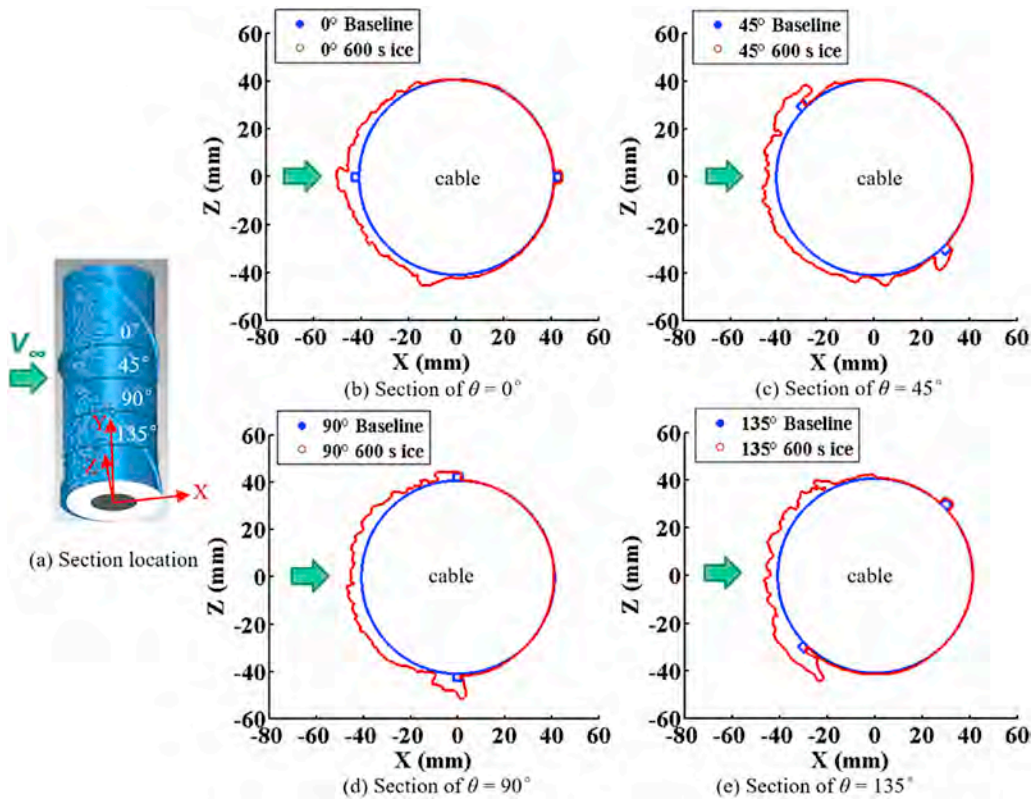 0° Baseline
0° 600 s ice
60
40
20
0
-20
-40
-60
Z (mm)
cable
-80 -60 -40 -20 0 20 40 60
X (mm)
(b) Section of θ = 0°
45° Baseline
45° 600 s ice
60
40
20
0
-20
-40
-60
Z (mm)
cable
-80 -60 -40 -20 0 20 40 60
X (mm)
(c) Section of θ = 45°
V∞
0°
45°
90°
135°
Y
Z
X
(a) Section location
90° Baseline
90° 600 s ice
60
40
20
0
-20
-40
-60
Z (mm)
cable
-80 -60 -40 -20 0 20 40 60
X (mm)
(d) Section of θ = 90°
135° Baseline
135° 600 s ice
60
40
20
0
-20
-40
-60
Z (mm)
cable
-80 -60 -40 -20 0 20 40 60
X (mm)
(e) Section of θ = 135°